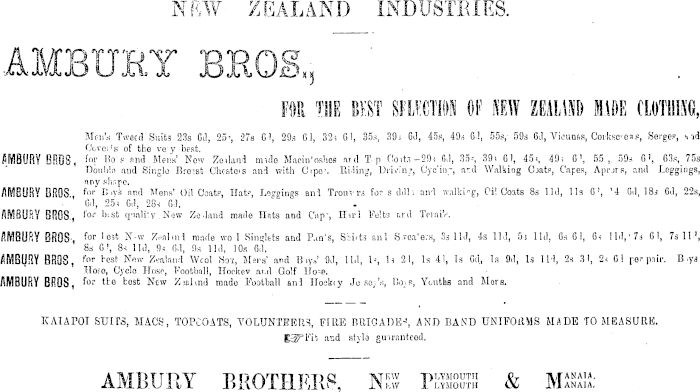 NEW ZEALAND INDUSTRIES.
AMBURY BROS.,
FOR THE BEST SELECTION OF NEW ZEALAND MADE CLOTHING,
Men's Tweed Suits 23s 6d, 25s, 27s 6d, 29s 6d, 32s 6d, 35s, 39s 6d, 45s, 49s 6d, 55s, 59s 6d, Vicunas, Corkscrews, Serges, and
Coverts of the very best.
AMBURY BROS., for Boys and Mens' New Zealand made Macintoshes and Top Coats—29s 6d, 35s, 39s 6d, 45s, 49s 6d, 55s, 59s 6d, 63s, 75s
Double and Single Breast Chesters and with Capes. Riding, Driving, Cycling, and Walking Coats, Capes, Aprons, and Leggings,
any shape.
AMBURY BROS., for Boys and Mens' Oil Coats, Hats, Leggings and Trousers for saddle and walking, Oil Coats 8s 11d, 11s 6d, 14s 6d, 18s 6d, 22s,
6d, 25s 6d, 28s 6d.
AMBURY BROS., for best quality New Zealand made Hats and Caps, Hard Felts and Terais.
AMBURY BROS., for best New Zealand made wool Singlets and Pants, Shirts and Sweaters, 3s 11d, 4s 11d, 5s 11d, 6s 6d, 6s 11d, 7s 6d, 7s 11d,
8s 6d, 8s 11d, 9s 6d, 9s 11d, 10s 6d.
AMBURY BROS., for best New Zealand Wool Sox, Mens' and Boys' 9d, 11d, 1s, 1s 2d, 1s 4d, 1s 6d, 1s 9d, 1s 11d, 2s 3d, 2s 6d per pair. Boys
Hose, Cycle Hose, Football, Hockey and Golf Hose.
AMBURY BROS., for the best New Zealand made Football and Hockey Jerseys, Boys, Youths and Mens.
KAIAPOI SUITS, MACS, TOPCOATS, VOLUNTEERS, FIRE BRIGADES, AND BAND UNIFORMS MADE TO MEASURE.
☞ Fit and style guaranteed.
AMBURY BROTHERS, NEW PLYMOUTH & MANAIA.
NEW PLYMOUTH MANAIA.